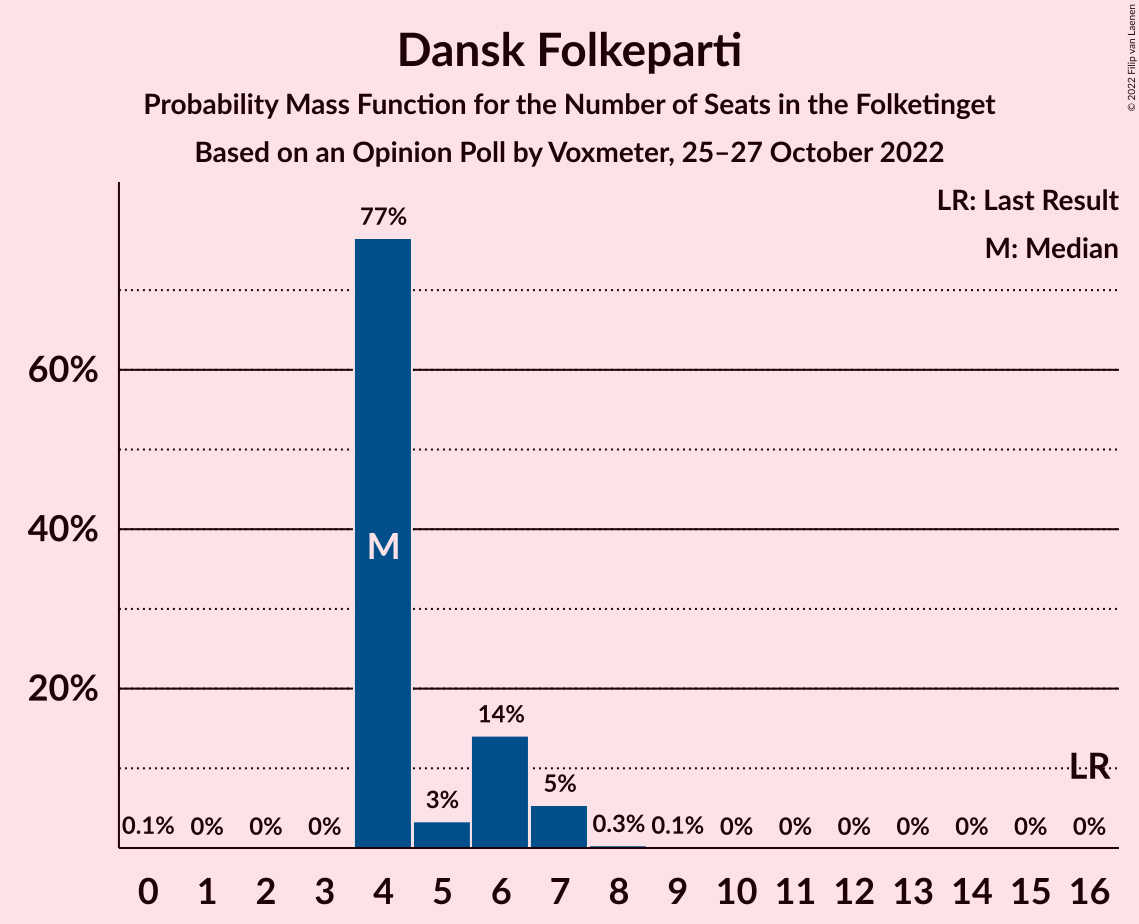 Dansk Folkeparti
Probability Mass Function for the Number of Seats in the Folketinget
Based on an Opinion Poll by Voxmeter, 25–27 October 2022
© 2022 Filip van Laenen
LR: Last Result
M: Median
77%
60%
40%
M
20%
14%
LR
5%
3%
0.1% 0% 0% 0% 0.3% 0.1% 0% 0% 0% 0% 0% 0% 0%
0 1 2 3 4 5 6 7 8 9 10 11 12 13 14 15 16